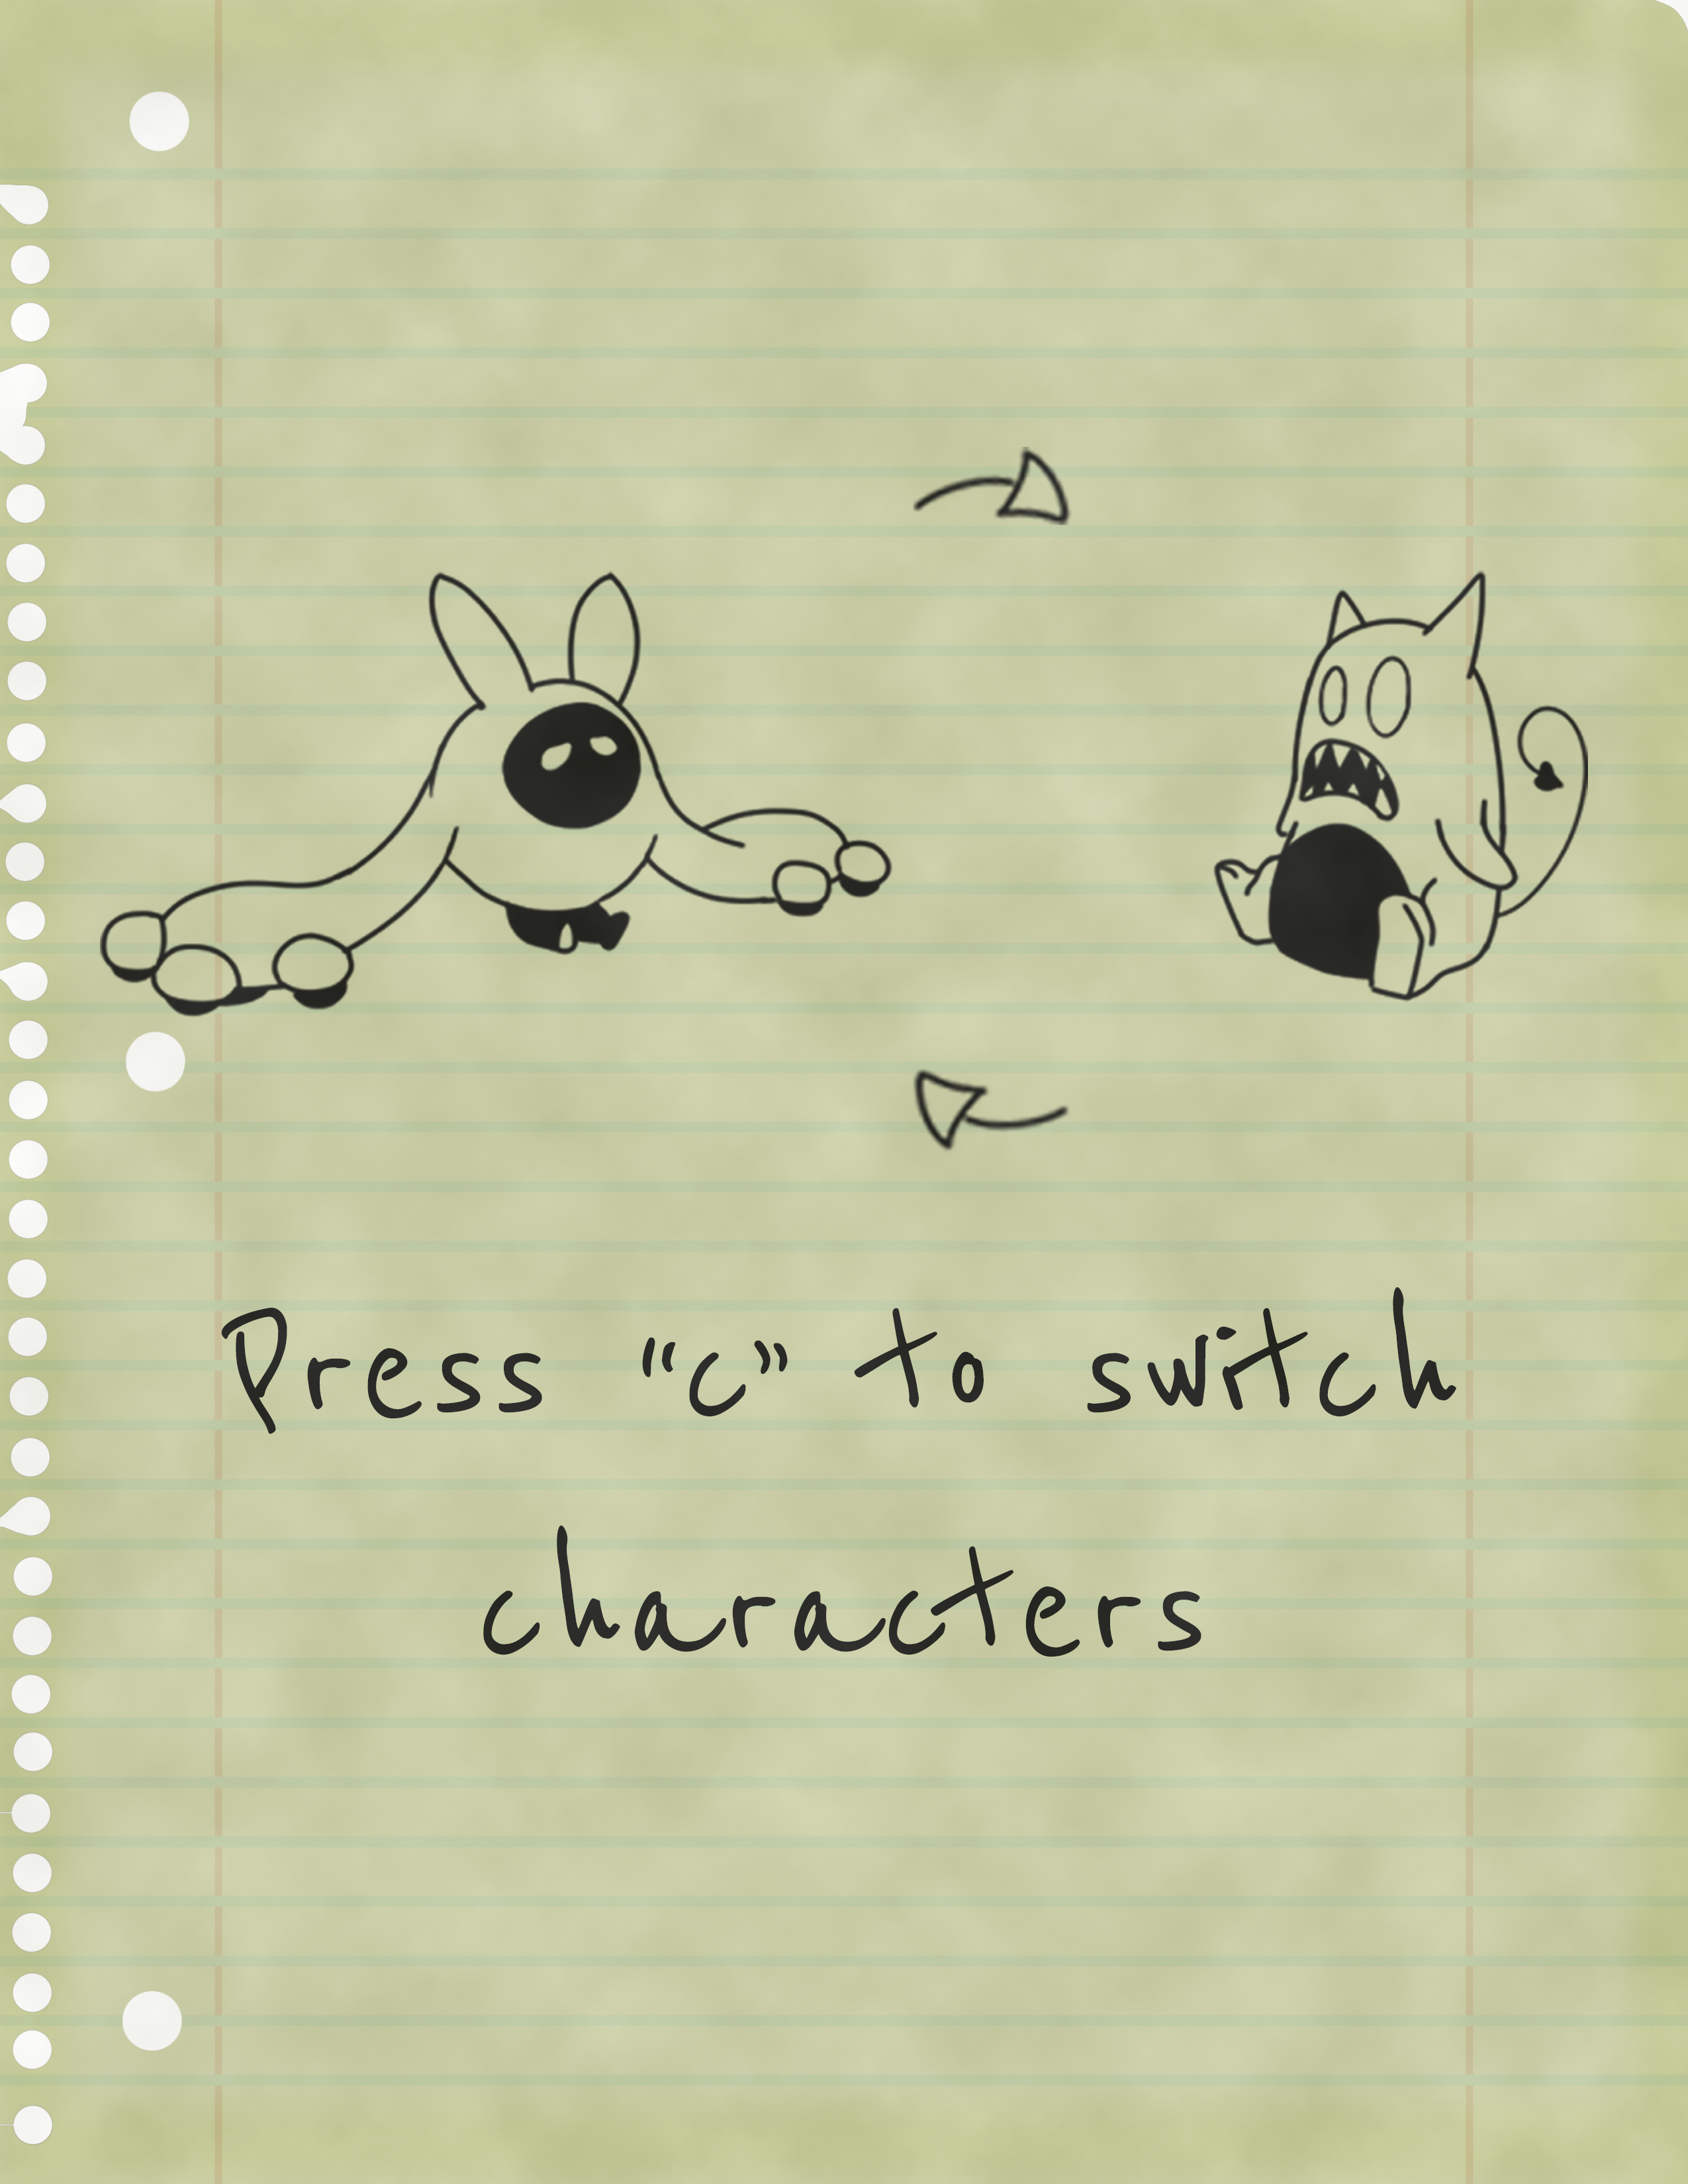 Press “c” to switch
characters